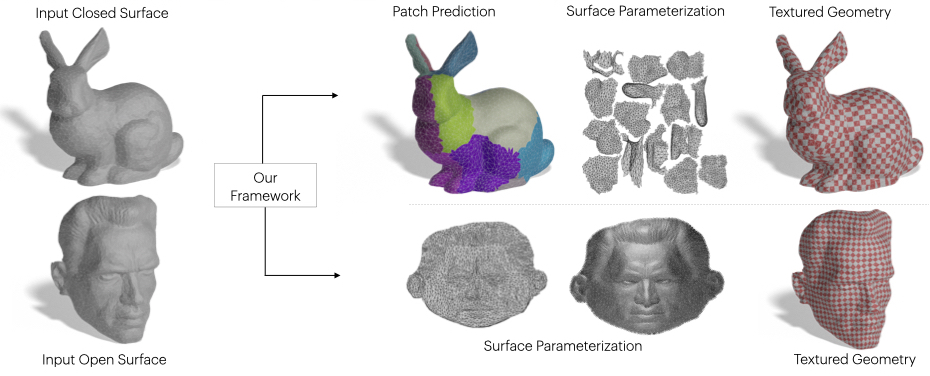 Input Closed Surface
Patch Prediction
Surface Parameterization
Textured Geometry
Our
Framework
Surface Parameterization
Input Open Surface
Textured Geometry